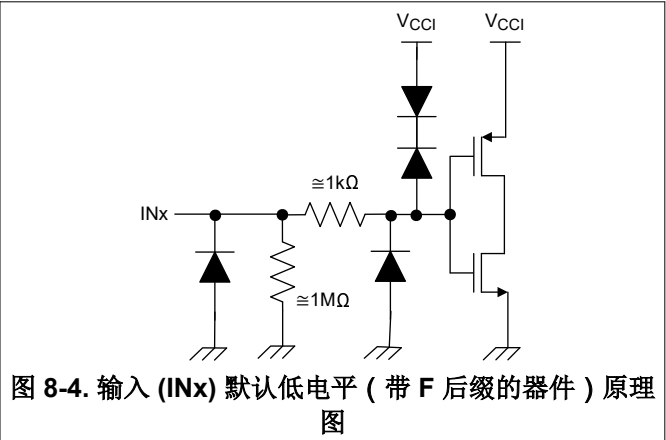 VCCI VCCI
≅1kΩ
INx
≅1MΩ
图 8-4. 输入 (INx) 默认低电平（带 F 后缀的器件）原理
图